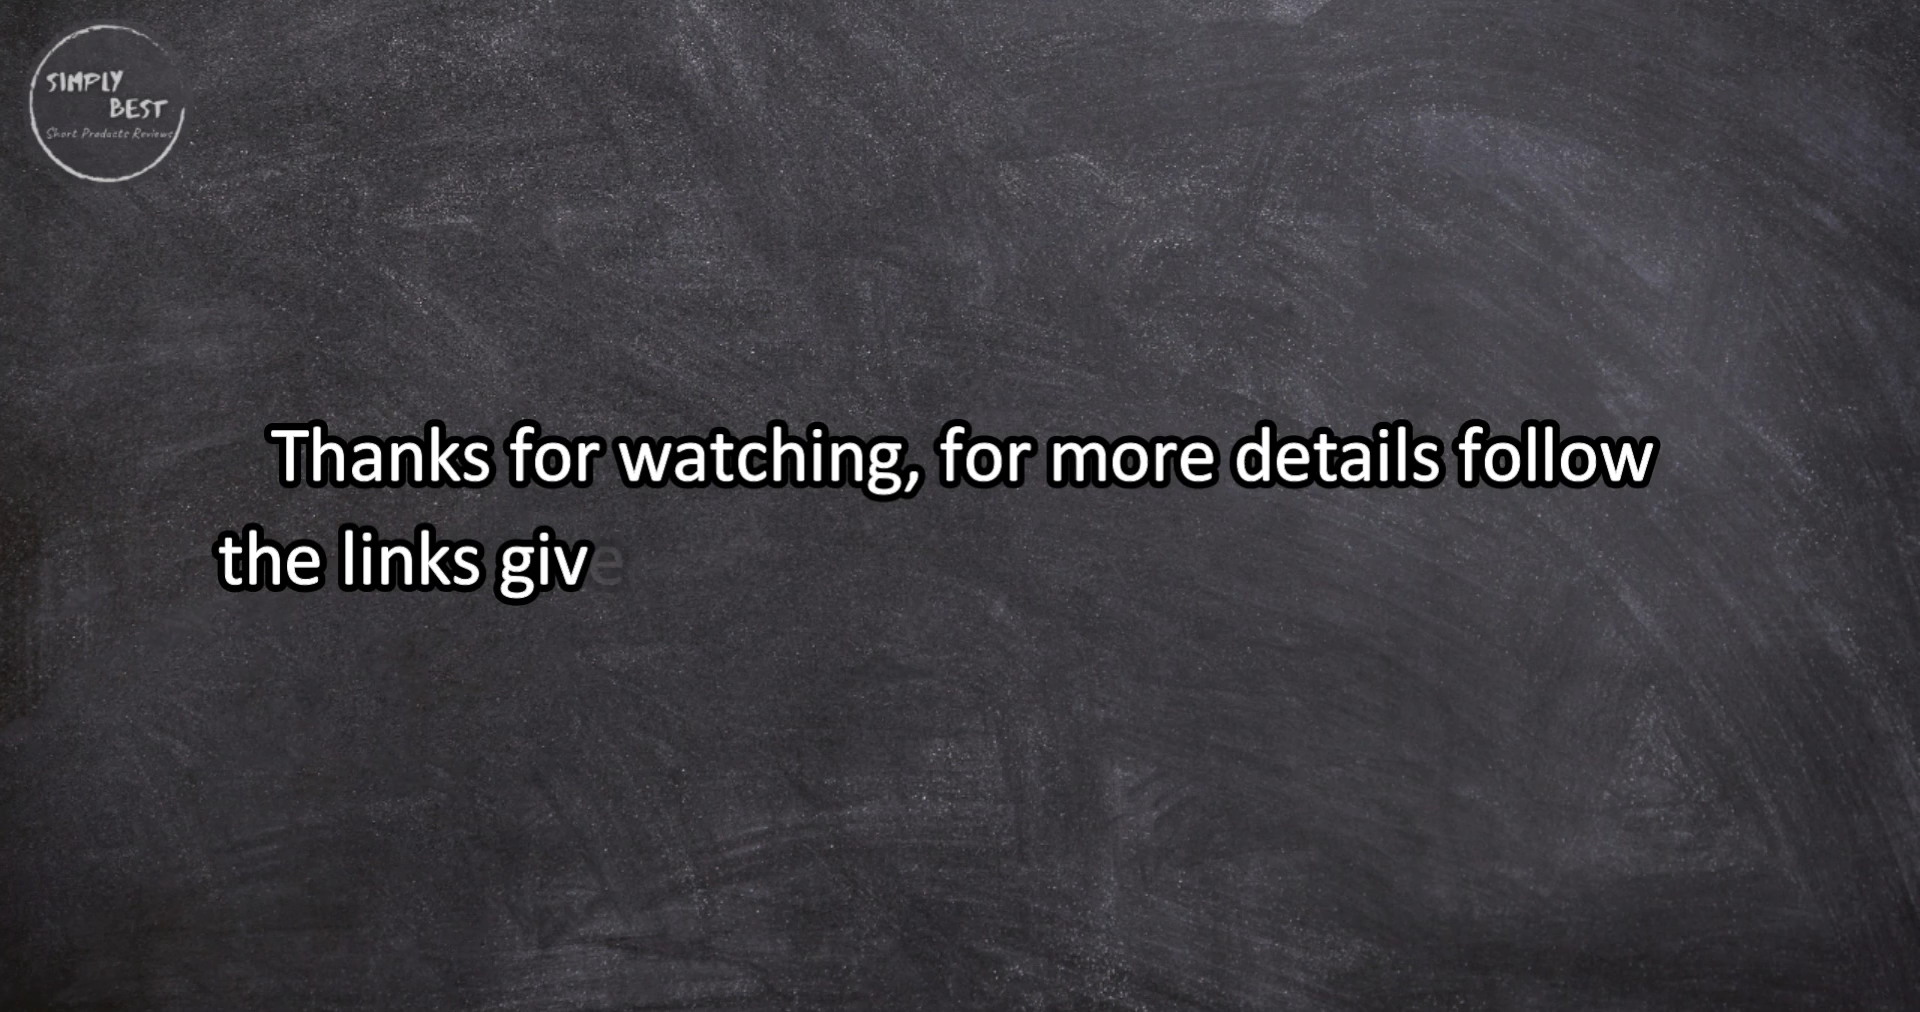 SIMPLY
BEST
Short Products Reviews
Thanks for watching, for more details follow
the links give